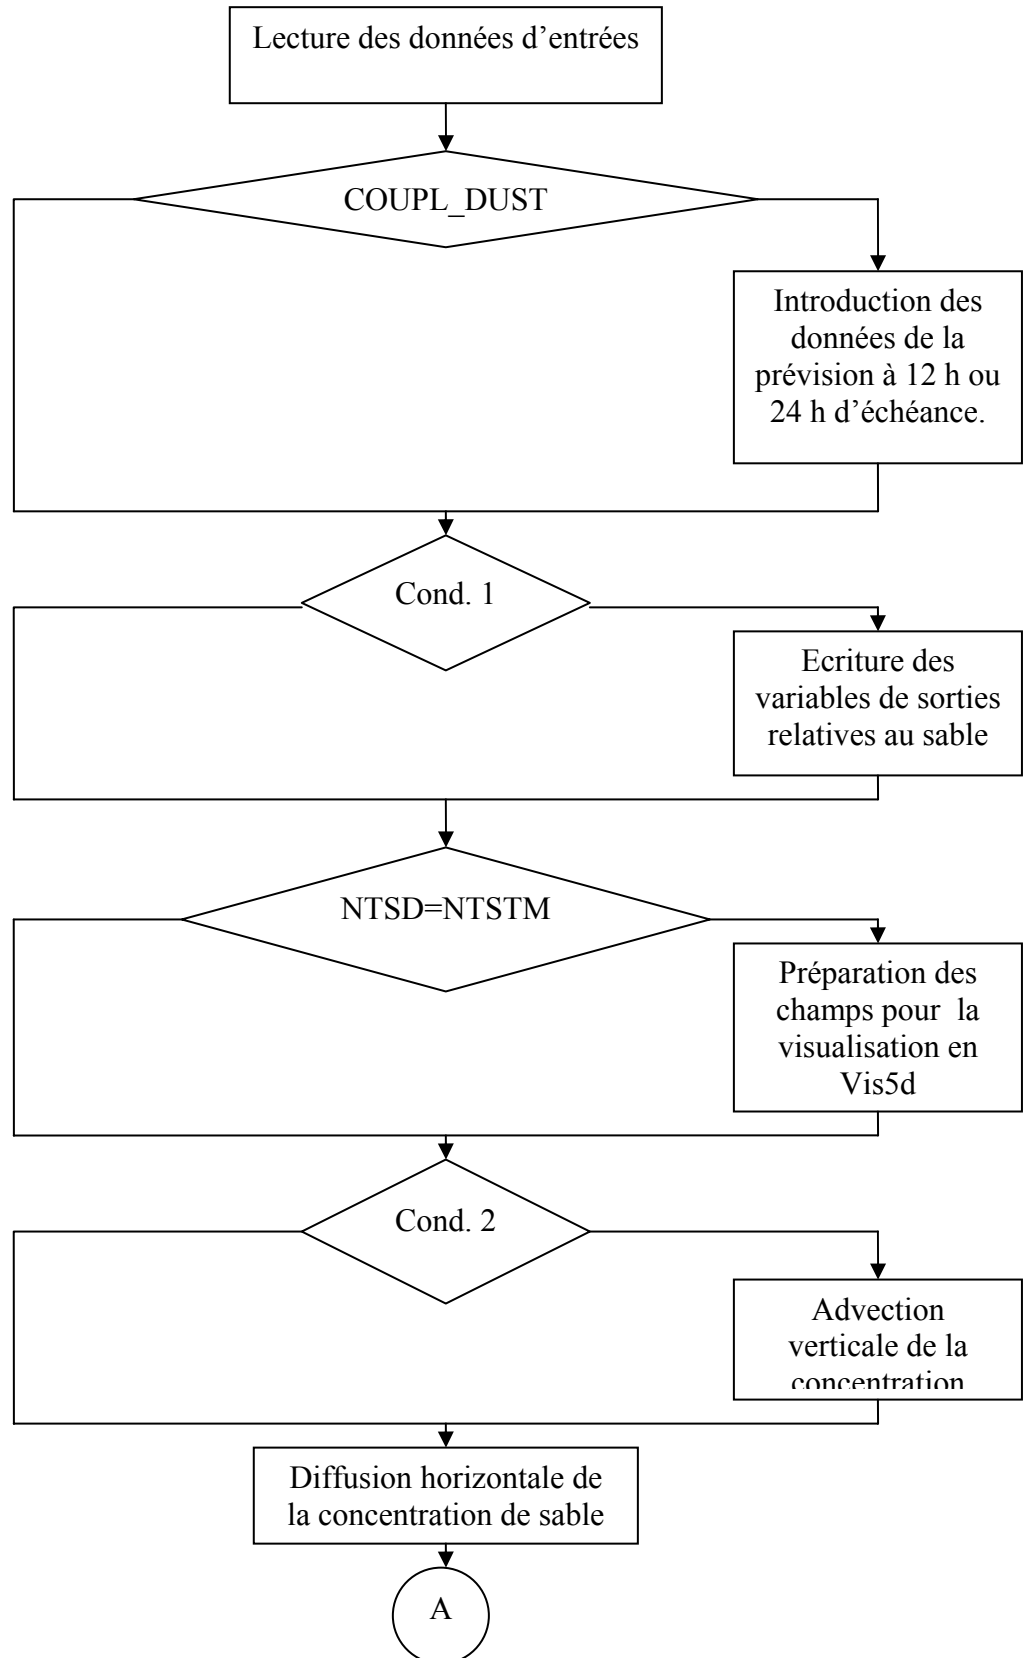 Lecture des données d’entrées
COUPL_DUST
Introduction des
données de la
prévision à 12 h ou
24 h d’échéance.
Cond. 1
Ecriture des
variables de sorties
relatives au sable
NTSD=NTSTM
Préparation des
champs pour la
visualisation en
Vis5d
Cond. 2
Advection
verticale de la
concentration
Diffusion horizontale de
la concentration de sable
A